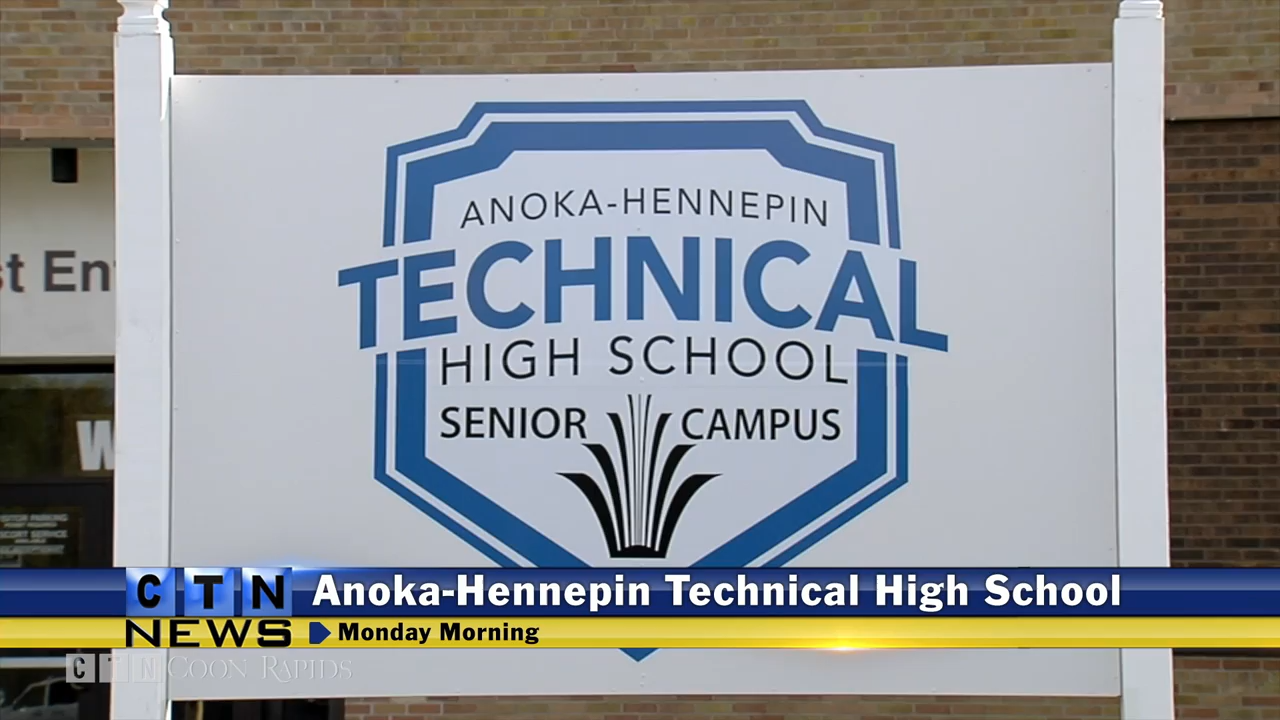 ANOKA-HENNEPIN
TECHNICAL
HIGH SCHOOL
SENIOR CAMPUS
st En
W
CTN Anoka-Hennepin Technical High School
NEWS Monday Morning
CTN COON RAPIDS